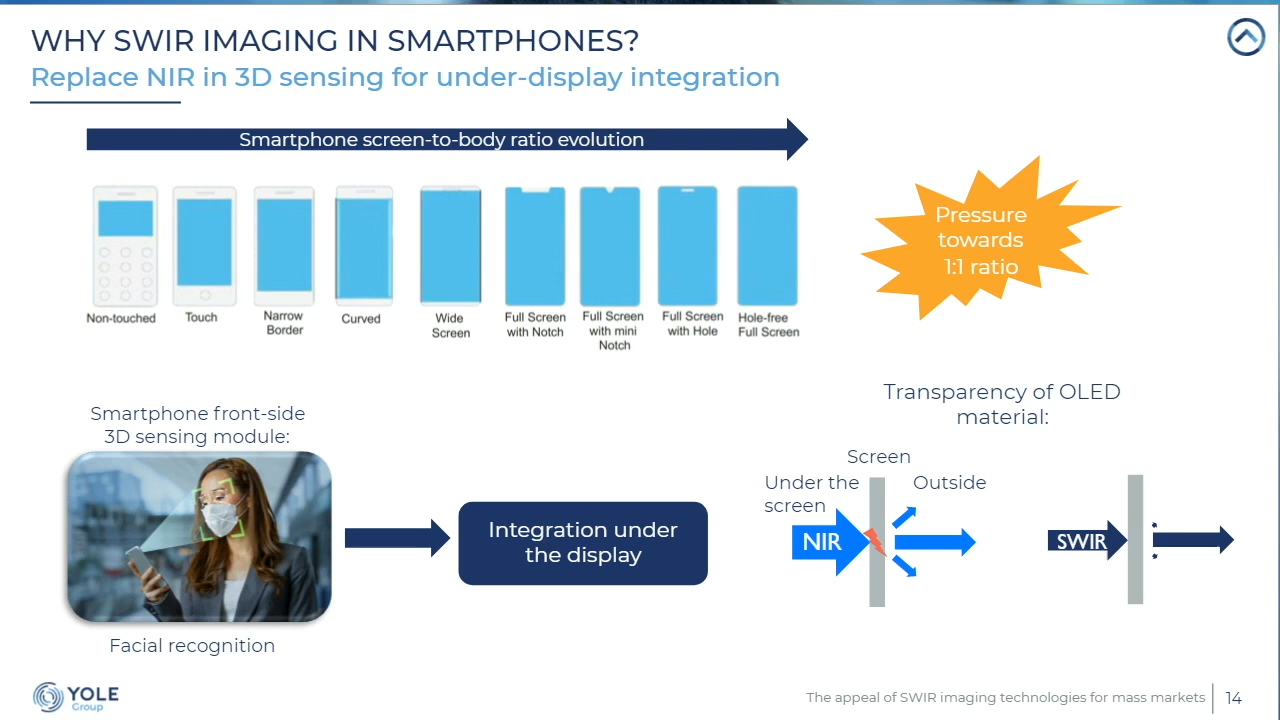 WHY SWIR IMAGING IN SMARTPHONES?
Replace NIR in 3D sensing for under-display integration
Smartphone screen-to-body ratio evolution
Non-touched
Touch
Narrow
Border
Curved
Wide
Screen
Full Screen
with Notch
Full Screen
with mini
Notch
Full Screen
with Hole
Hole-free
Full Screen
Pressure
towards
1:1 ratio
Smartphone front-side
3D sensing module:
Facial recognition
Integration under
the display
Transparency of OLED
material:
Screen
Under the
screen
Outside
NIR
SWIR
YOLE
Group
The appeal of SWIR imaging technologies for mass markets
14